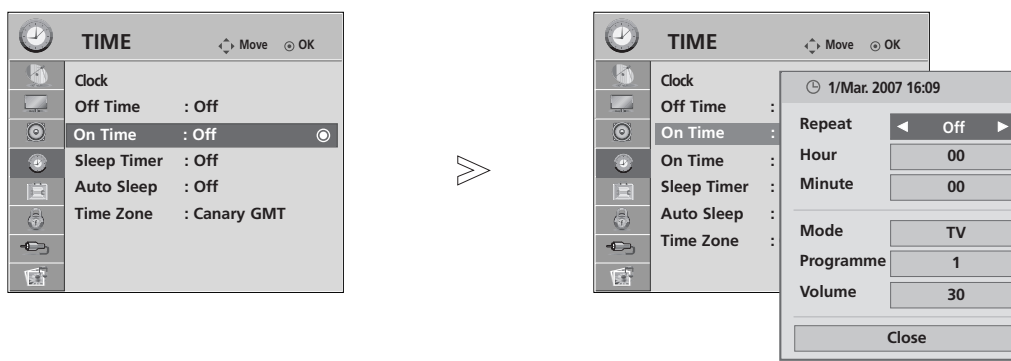 TIME Move OK
Clock
Off Time : Off
On Time : Off
Sleep Timer : Off
Auto Sleep : Off
Time Zone : Canary GMT
TIME Move OK
Clock
Off Time :
On Time :
On Time :
Sleep Timer :
Auto Sleep :
Time Zone :
1/Mar. 2007 16:09
Repeat Off
Hour 00
Minute 00
Mode TV
Programme 1
Volume 30
Close